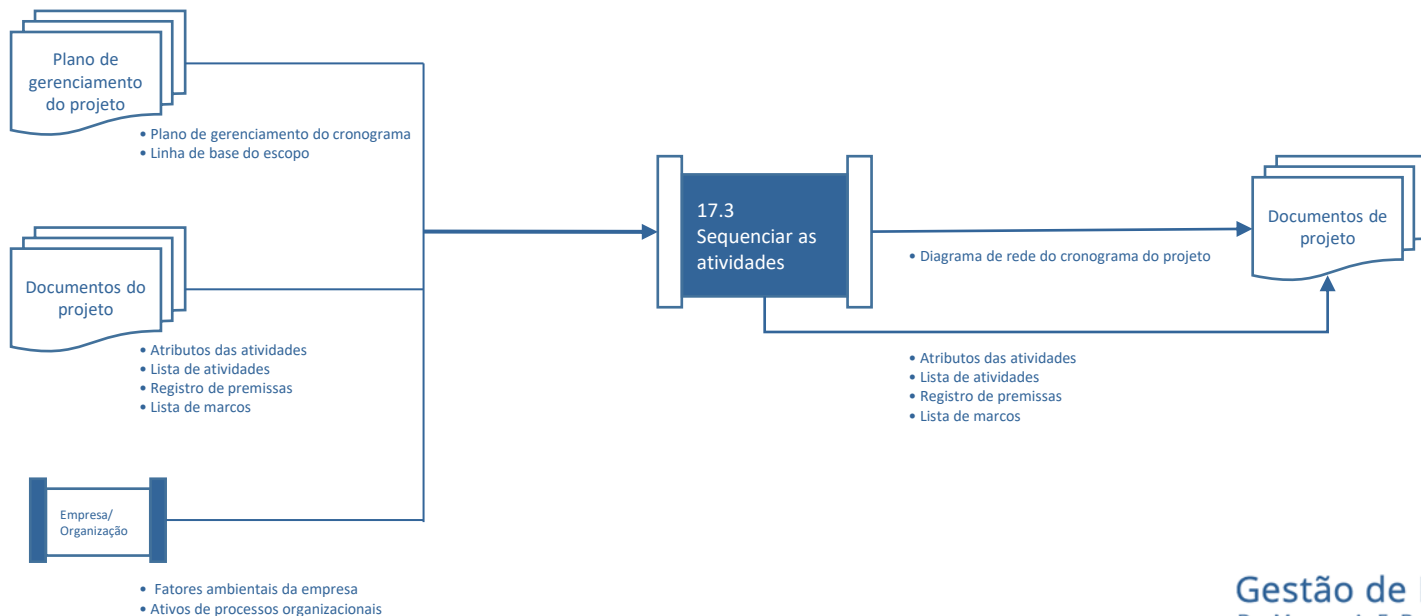 Plano de
gerenciamento
do projeto
• Plano de gerenciamento do cronograma
• Linha de base do escopo
Documentos do
projeto
• Atributos das atividades
• Lista de atividades
• Registro de premissas
• Lista de marcos
Empresa/
Organização
• Fatores ambientais da empresa
• Ativos de processos organizacionais
17.3
Sequenciar as
atividades
• Diagrama de rede do cronograma do projeto
• Atributos das atividades
• Lista de atividades
• Registro de premissas
• Lista de marcos
Documentos de
projeto
Gestão de